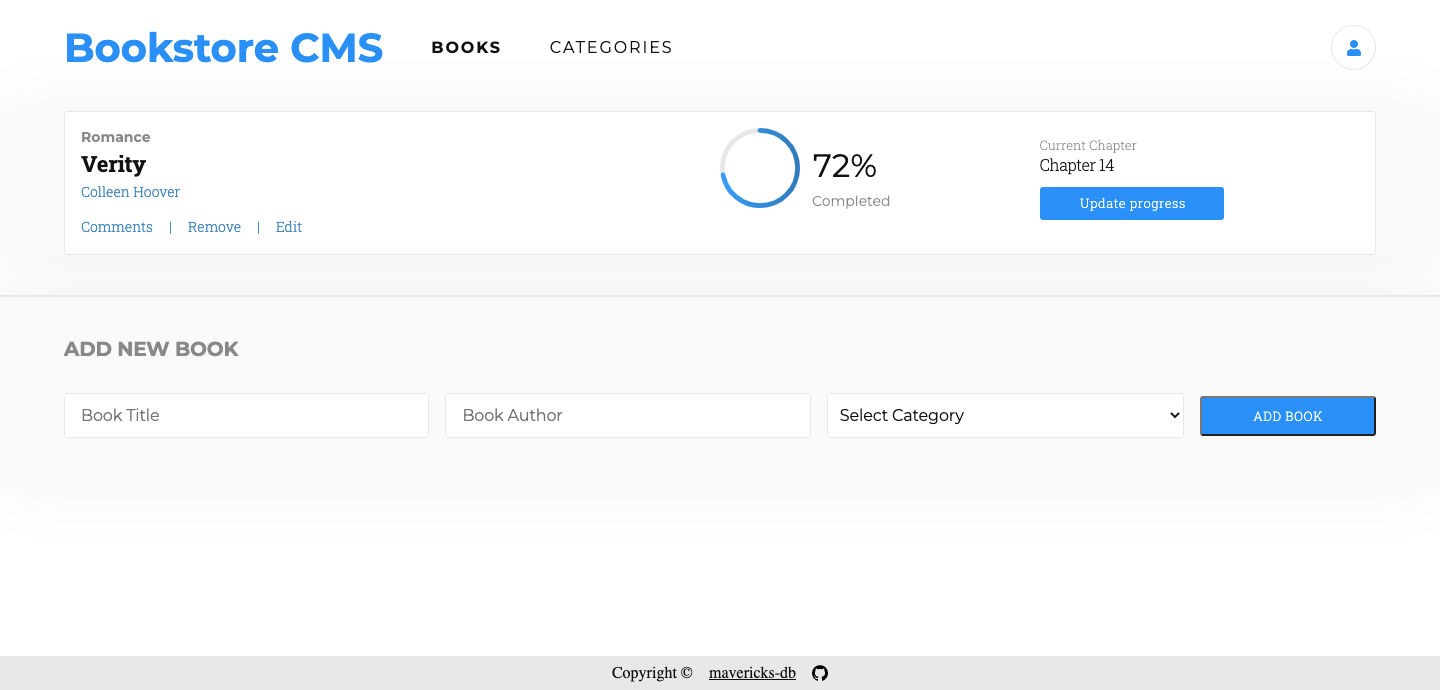 Bookstore CMS BOOKS CATEGORIES
Romance
Verity
Colleen Hoover
Comments | Remove | Edit
72%
Completed
Current Chapter
Chapter 14
Update progress
ADD NEW BOOK
Book Title Book Author Select Category ADD BOOK
Copyright © mavericks-db